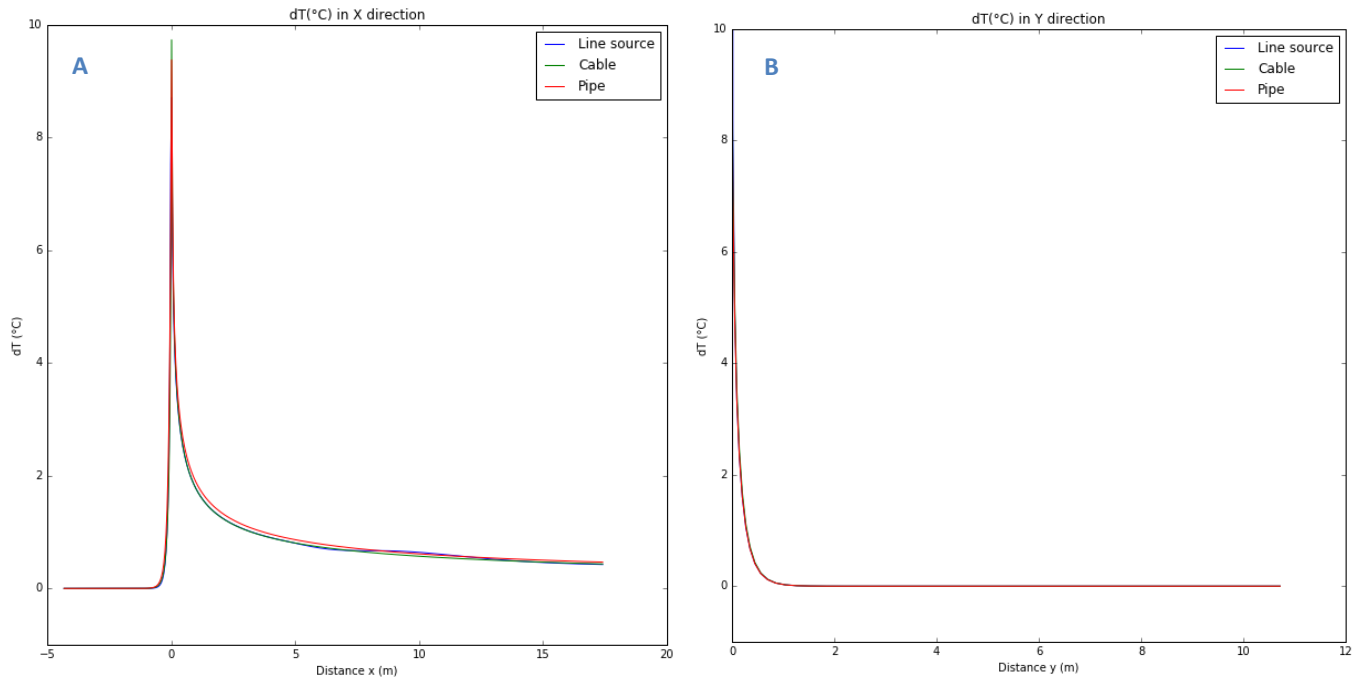 dT(°C) in X direction
A
Line source
Cable
Pipe
10
8
6
4
2
0
dT (°C)
-5
0
5
10
15
20
Distance x (m)
dT(°C) in Y direction
B
Line source
Cable
Pipe
10
8
6
4
2
0
dT (°C)
0
2
4
6
8
10
12
Distance y (m)